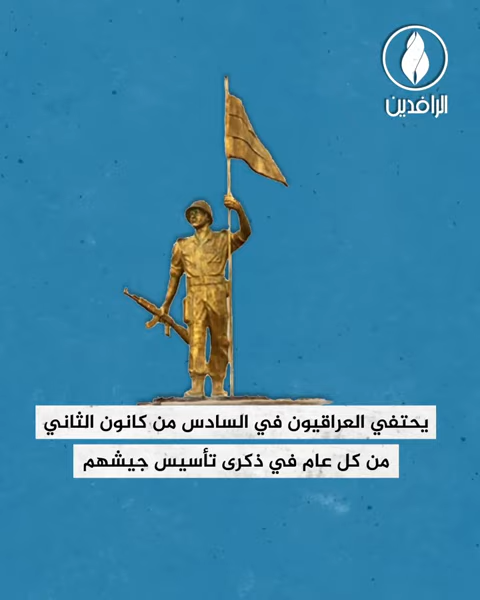 الرافدين
يحتفي العراقيون في السادس من كانون الثاني
من كل عام في ذكرى تأسيس جيشهم